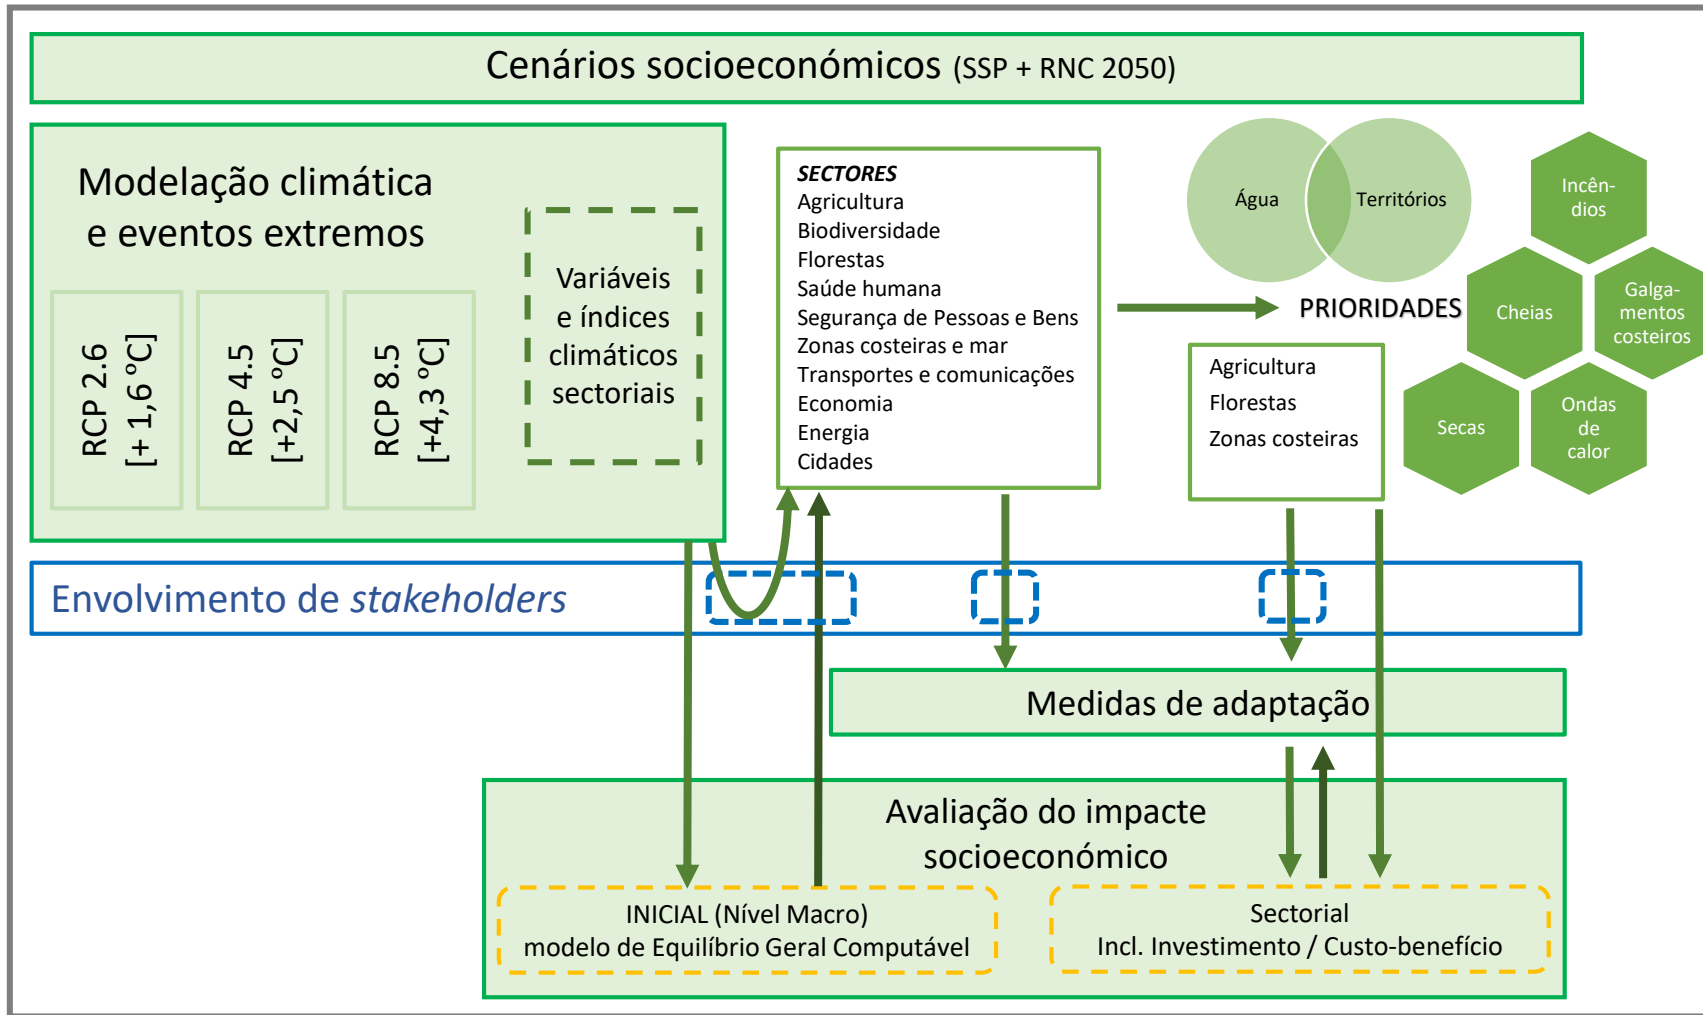 Cenários socioeconómicos (SSP + RNC 2050)
Modelação climática
e eventos extremos
RCP 2.6
[+ 1,6 ºC]
RCP 4.5
[+2,5 ºC]
RCP 8.5
[+4,3 ºC]
Variáveis
e índices
climáticos
sectoriais
SECTORES
Agricultura
Biodiversidade
Florestas
Saúde humana
Segurança de Pessoas e Bens
Zonas costeiras e mar
Transportes e comunicações
Economia
Energia
Cidades
Água
Territórios
PRIORIDADES
Agricultura
Florestas
Zonas costeiras
Incên-
dios
Cheias
Galga-
mentos
costeiros
Secas
Ondas
de
calor
Envolvimento de stakeholders
Medidas de adaptação
Avaliação do impacte
socioeconómico
INICIAL (Nível Macro)
modelo de Equilíbrio Geral Computável
Sectorial
Incl. Investimento / Custo-benefício